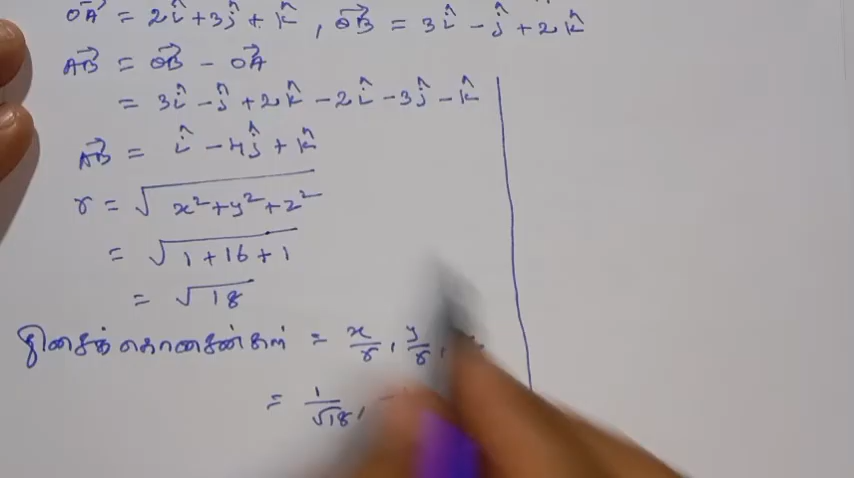 OA⃗ = 2î+3ĵ+k̂, OB⃗ = 3î-ĵ+2k̂
AB⃗ = OB⃗ - OA⃗
= 3î-ĵ+2k̂-2î-3ĵ-k̂
AB⃗ = î-4ĵ+k̂
r = √x²+y²+z²
= √1+16+1
= √18
திசைக் கொசைன்கள் = x/r, y/r,
= 1/√18,